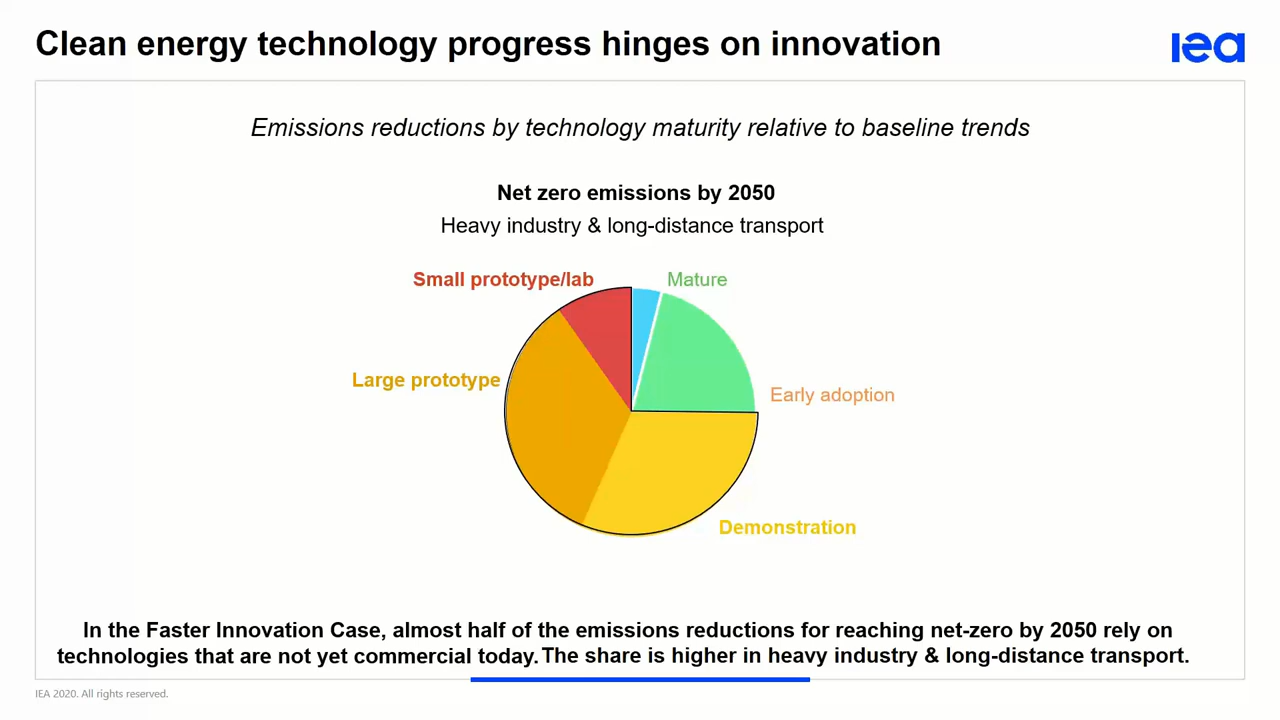 Clean energy technology progress hinges on innovation
iea
Emissions reductions by technology maturity relative to baseline trends
Net zero emissions by 2050
Heavy industry & long-distance transport
Small prototype/lab
Mature
Large prototype
Early adoption
Demonstration
In the Faster Innovation Case, almost half of the emissions reductions for reaching net-zero by 2050 rely on
technologies that are not yet commercial today. The share is higher in heavy industry & long-distance transport.
IEA 2020. All rights reserved.